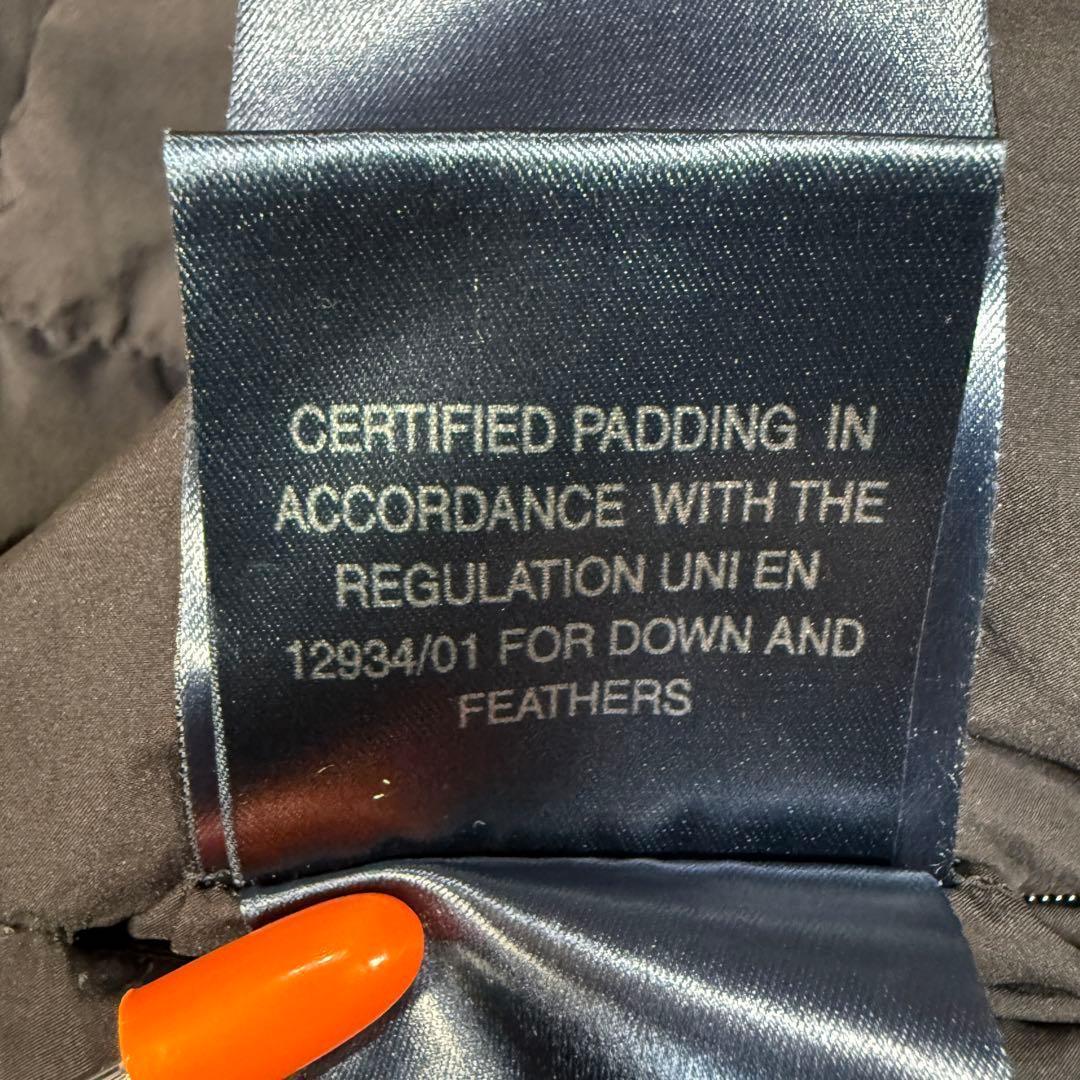 CERTIFIED PADDING IN
ACCORDANCE WITH THE
REGULATION UNI EN
12934/01 FOR DOWN AND
FEATHERS